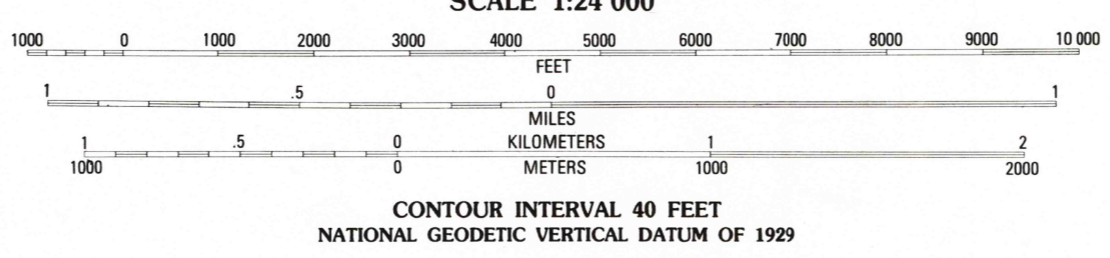 SCALE 1:24 000
1000 0 1000 2000 3000 4000 5000 6000 7000 8000 9000 10 000
FEET
1 .5 0 1
MILES
1 .5 0 KILOMETERS 1 2
1000 0 METERS 1000 2000
CONTOUR INTERVAL 40 FEET
NATIONAL GEODETIC VERTICAL DATUM OF 1929